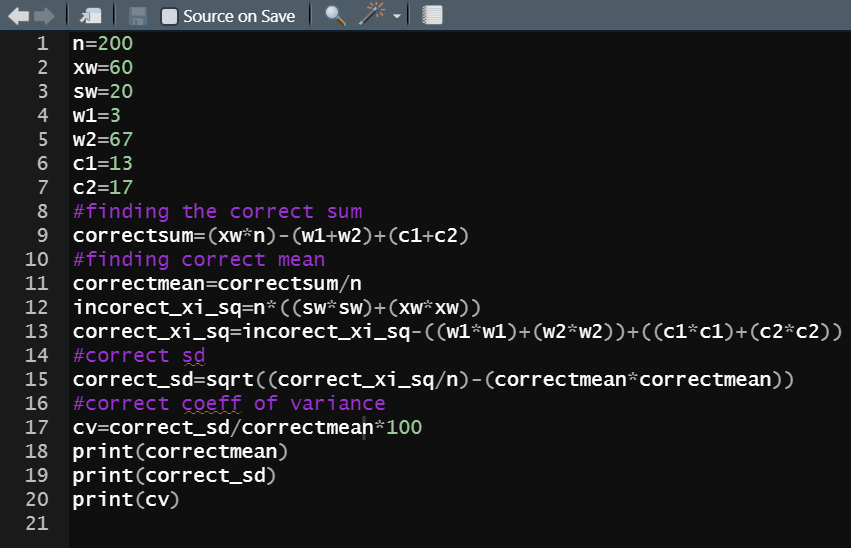 Source on Save
1 n=200
2 xw=60
3 sw=20
4 w1=3
5 w2=67
6 c1=13
7 c2=17
8 #finding the correct sum
9 correctsum=(xw*n)-(w1+w2)+(c1+c2)
10 #finding correct mean
11 correctmean=correctsum/n
12 incorect_xi_sq=n*((sw*sw)+(xw*xw))
13 correct_xi_sq=incorect_xi_sq-((w1*w1)+(w2*w2))+((c1*c1)+(c2*c2))
14 #correct sd
15 correct_sd=sqrt((correct_xi_sq/n)-(correctmean*correctmean))
16 #correct coeff of variance
17 cv=correct_sd/correctmean*100
18 print(correctmean)
19 print(correct_sd)
20 print(cv)
21